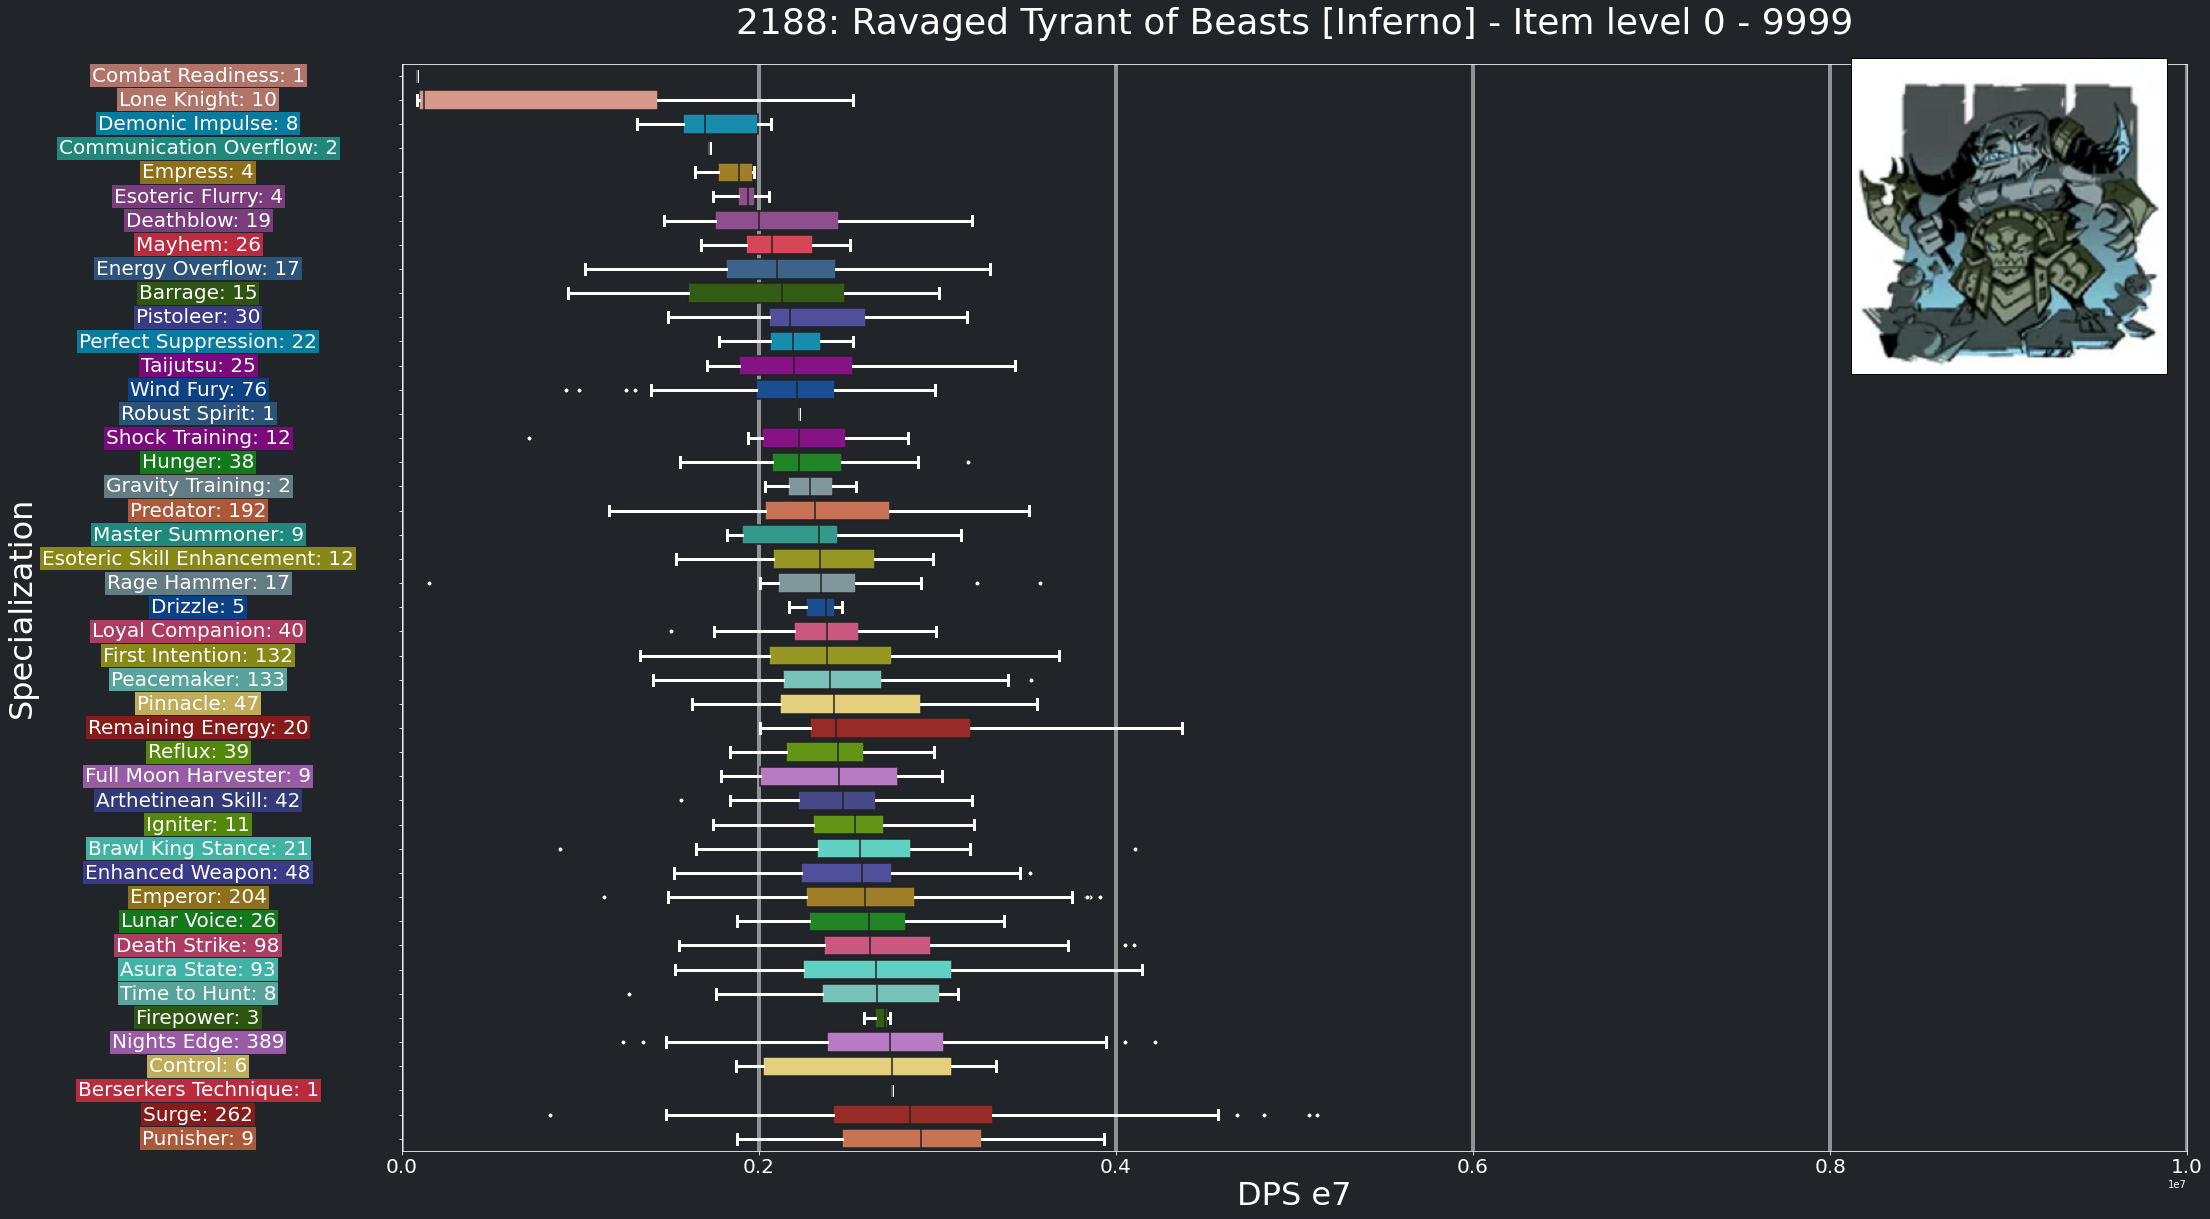 2188: Ravaged Tyrant of Beasts [Inferno] - Item level 0 - 9999
Specialization
Combat Readiness: 1
Lone Knight: 10
Demonic Impulse: 8
Communication Overflow: 2
Empress: 4
Esoteric Flurry: 4
Deathblow: 19
Mayhem: 26
Energy Overflow: 17
Barrage: 15
Pistoleer: 30
Perfect Suppression: 22
Taijutsu: 25
Wind Fury: 76
Robust Spirit: 1
Shock Training: 12
Hunger: 38
Gravity Training: 2
Predator: 192
Master Summoner: 9
Esoteric Skill Enhancement: 12
Rage Hammer: 17
Drizzle: 5
Loyal Companion: 40
First Intention: 132
Peacemaker: 133
Pinnacle: 47
Remaining Energy: 20
Reflux: 39
Full Moon Harvester: 9
Arthetinean Skill: 42
Igniter: 11
Brawl King Stance: 21
Enhanced Weapon: 48
Emperor: 204
Lunar Voice: 26
Death Strike: 98
Asura State: 93
Time to Hunt: 8
Firepower: 3
Nights Edge: 389
Control: 6
Berserkers Technique: 1
Surge: 262
Punisher: 9
0.0 0.2 0.4 0.6 0.8 1.0
1e7
DPS e7